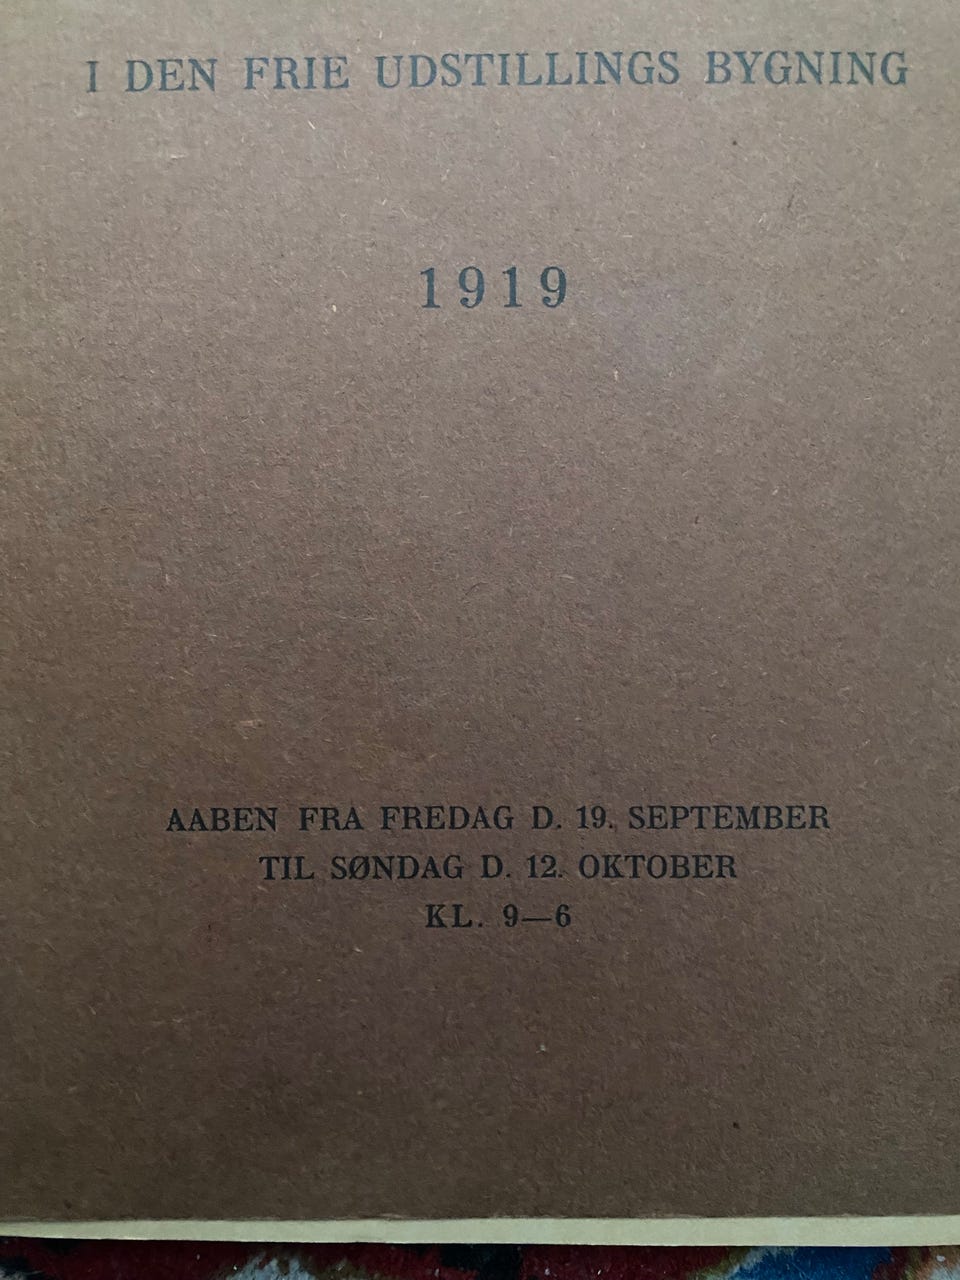 I DEN FRIE UDSTILLINGS BYGNING
1919
AABEN FRA FREDAG D. 19. SEPTEMBER
TIL SØNDAG D. 12. OKTOBER
KL. 9—6